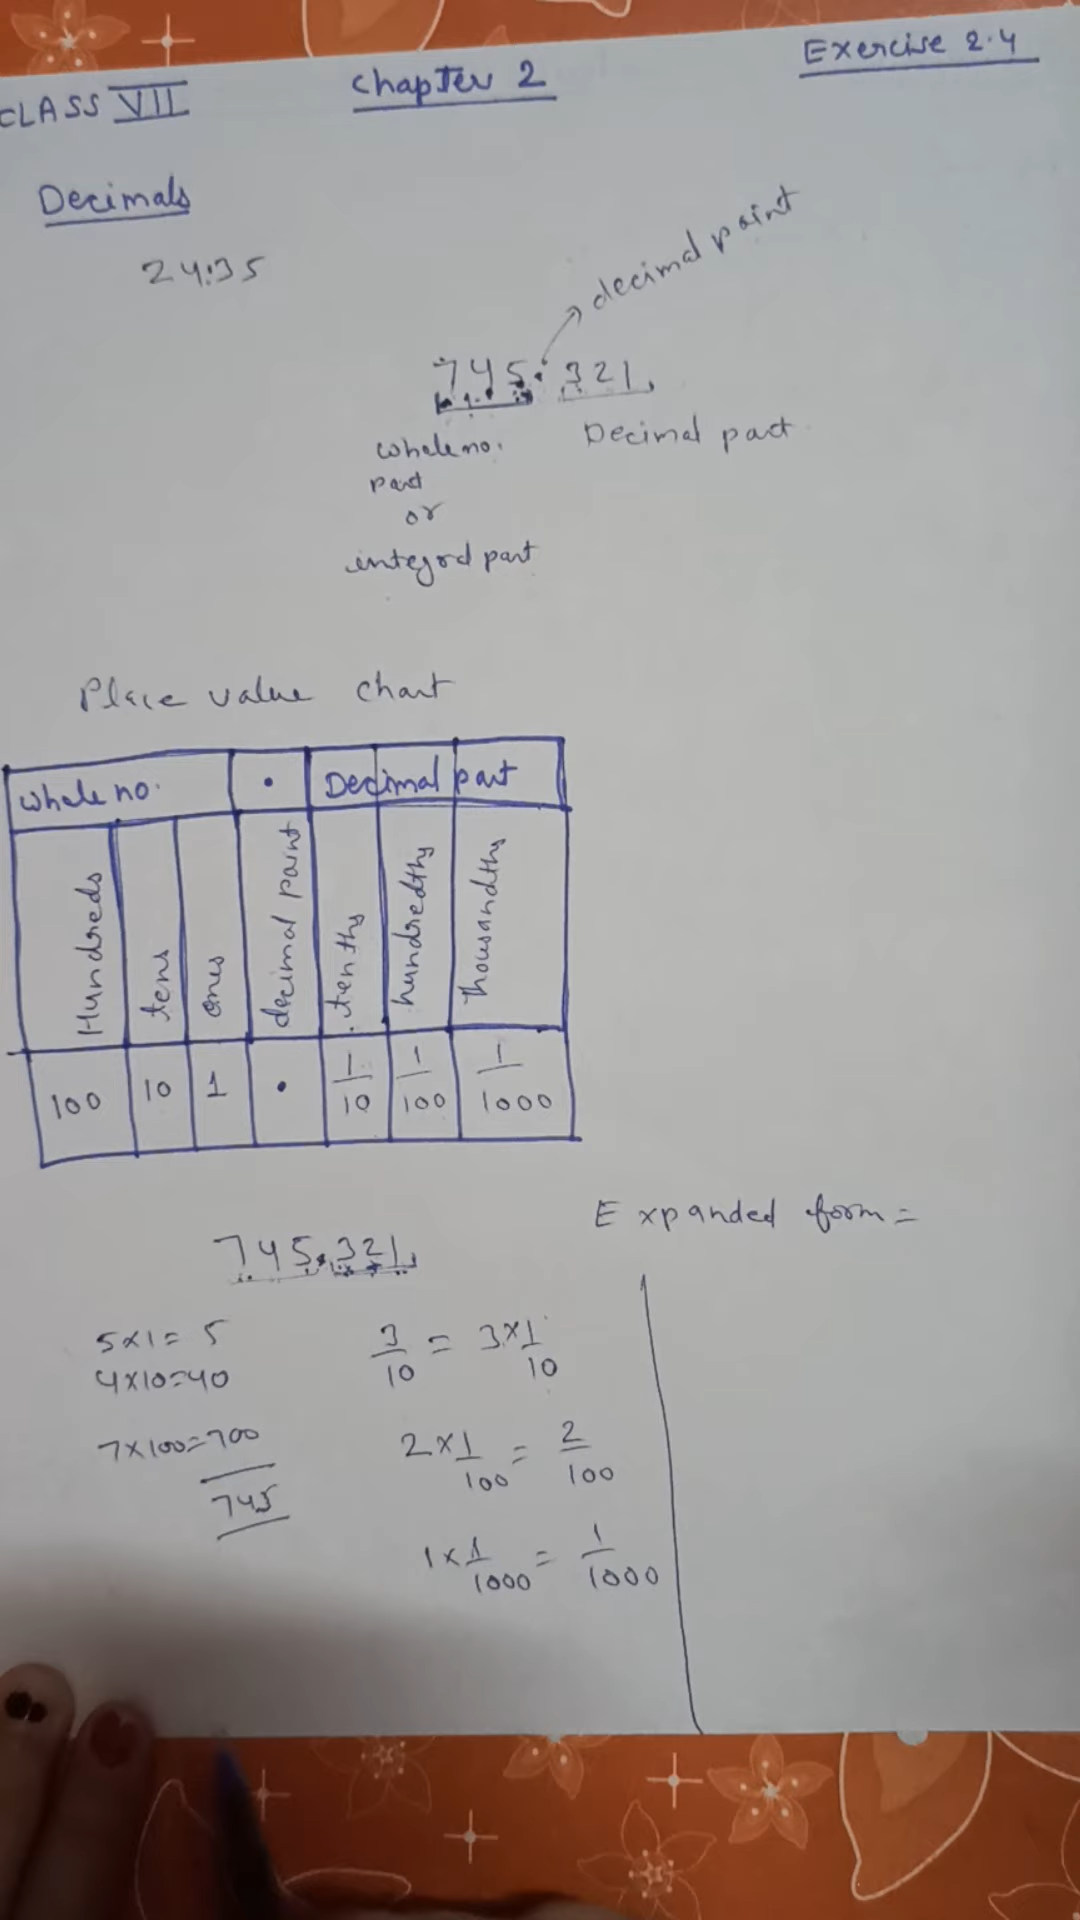 CLASS VII Chapter 2 Exercise 2.4
Decimals
24.35
decimal point
745.321
whole no. Decimal part
part
or
integral part
Place value chart
Whole no. . Decimal part
Hundreds tens ones decimal point tenths hundredths Thousandths
100 10 1 . 1/10 1/100 1/1000
Expanded form =
745.321
5×1= 5 3/10 = 3×1/10
4×10=40
7×100=700 2×1/100 = 2/100
745
1×1/1000 = 1/1000